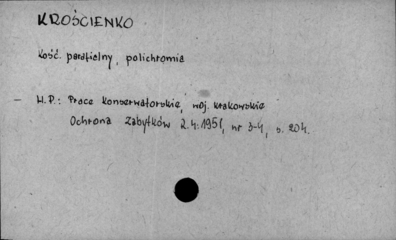 KROŚCIENKO
Kość. parafialny, polichromia
– H.P.: Prace konserwatorskie, woj. krakowskie
Ochrona Zabytków R.4:1951, nr 3-4, s. 204.